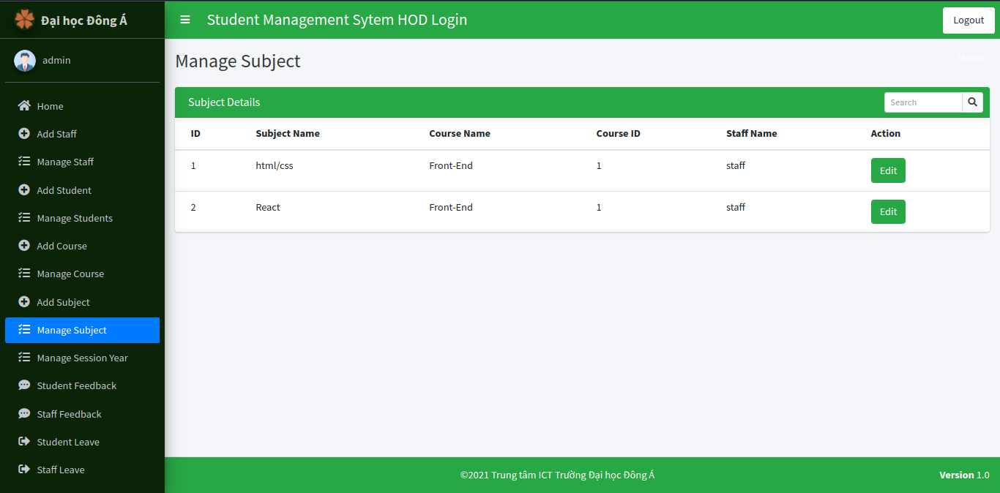 Đại học Đông Á
Student Management Sytem HOD Login
Logout
admin
Home
Add Staff
Manage Staff
Add Student
Manage Students
Add Course
Manage Course
Add Subject
Manage Subject
Manage Session Year
Student Feedback
Staff Feedback
Student Leave
Staff Leave
Manage Subject
Home
Subject Details
Search
ID Subject Name Course Name Course ID Staff Name Action
1 html/css Front-End 1 staff Edit
2 React Front-End 1 staff Edit
©2021 Trung tâm ICT Trường Đại học Đông Á
Version 1.0